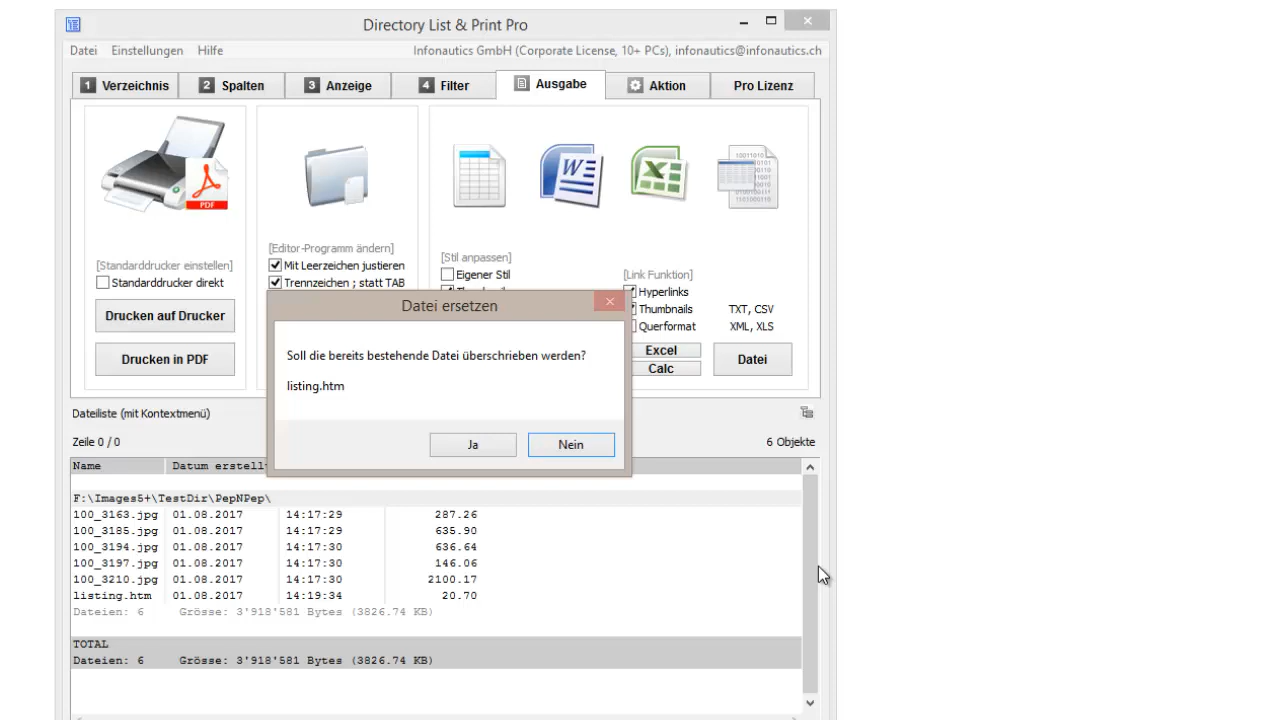 Directory List & Print Pro
Datei Einstellungen Hilfe Infonautics GmbH (Corporate License, 10+ PCs), infonautics@infonautics.ch
1 Verzeichnis 2 Spalten 3 Anzeige 4 Filter Ausgabe Aktion Pro Lizenz
PDF
[Standarddrucker einstellen]
Standarddrucker direkt
Drucken auf Drucker
Drucken in PDF
[Editor-Programm ändern]
Mit Leerzeichen justieren
Trennzeichen ; statt TAB
[Stil anpassen]
Eigener Stil
[Link Funktion]
Hyperlinks
Thumbnails
Querformat
Excel
Calc
TXT, CSV
XML, XLS
Datei
Datei ersetzen
Soll die bereits bestehende Datei überschrieben werden?
listing.htm
Ja Nein
Dateiliste (mit Kontextmenü)
Zeile 0 / 0 6 Objekte
Name Datum erstellt
F:\Images5+\TestDir\PepNPep\
100_3163.jpg 01.08.2017 14:17:29 287.26
100_3185.jpg 01.08.2017 14:17:29 635.90
100_3194.jpg 01.08.2017 14:17:30 636.64
100_3197.jpg 01.08.2017 14:17:30 146.06
100_3210.jpg 01.08.2017 14:17:30 2100.17
listing.htm 01.08.2017 14:19:34 20.70
Dateien: 6 Grösse: 3'918'581 Bytes (3826.74 KB)
TOTAL
Dateien: 6 Grösse: 3'918'581 Bytes (3826.74 KB)